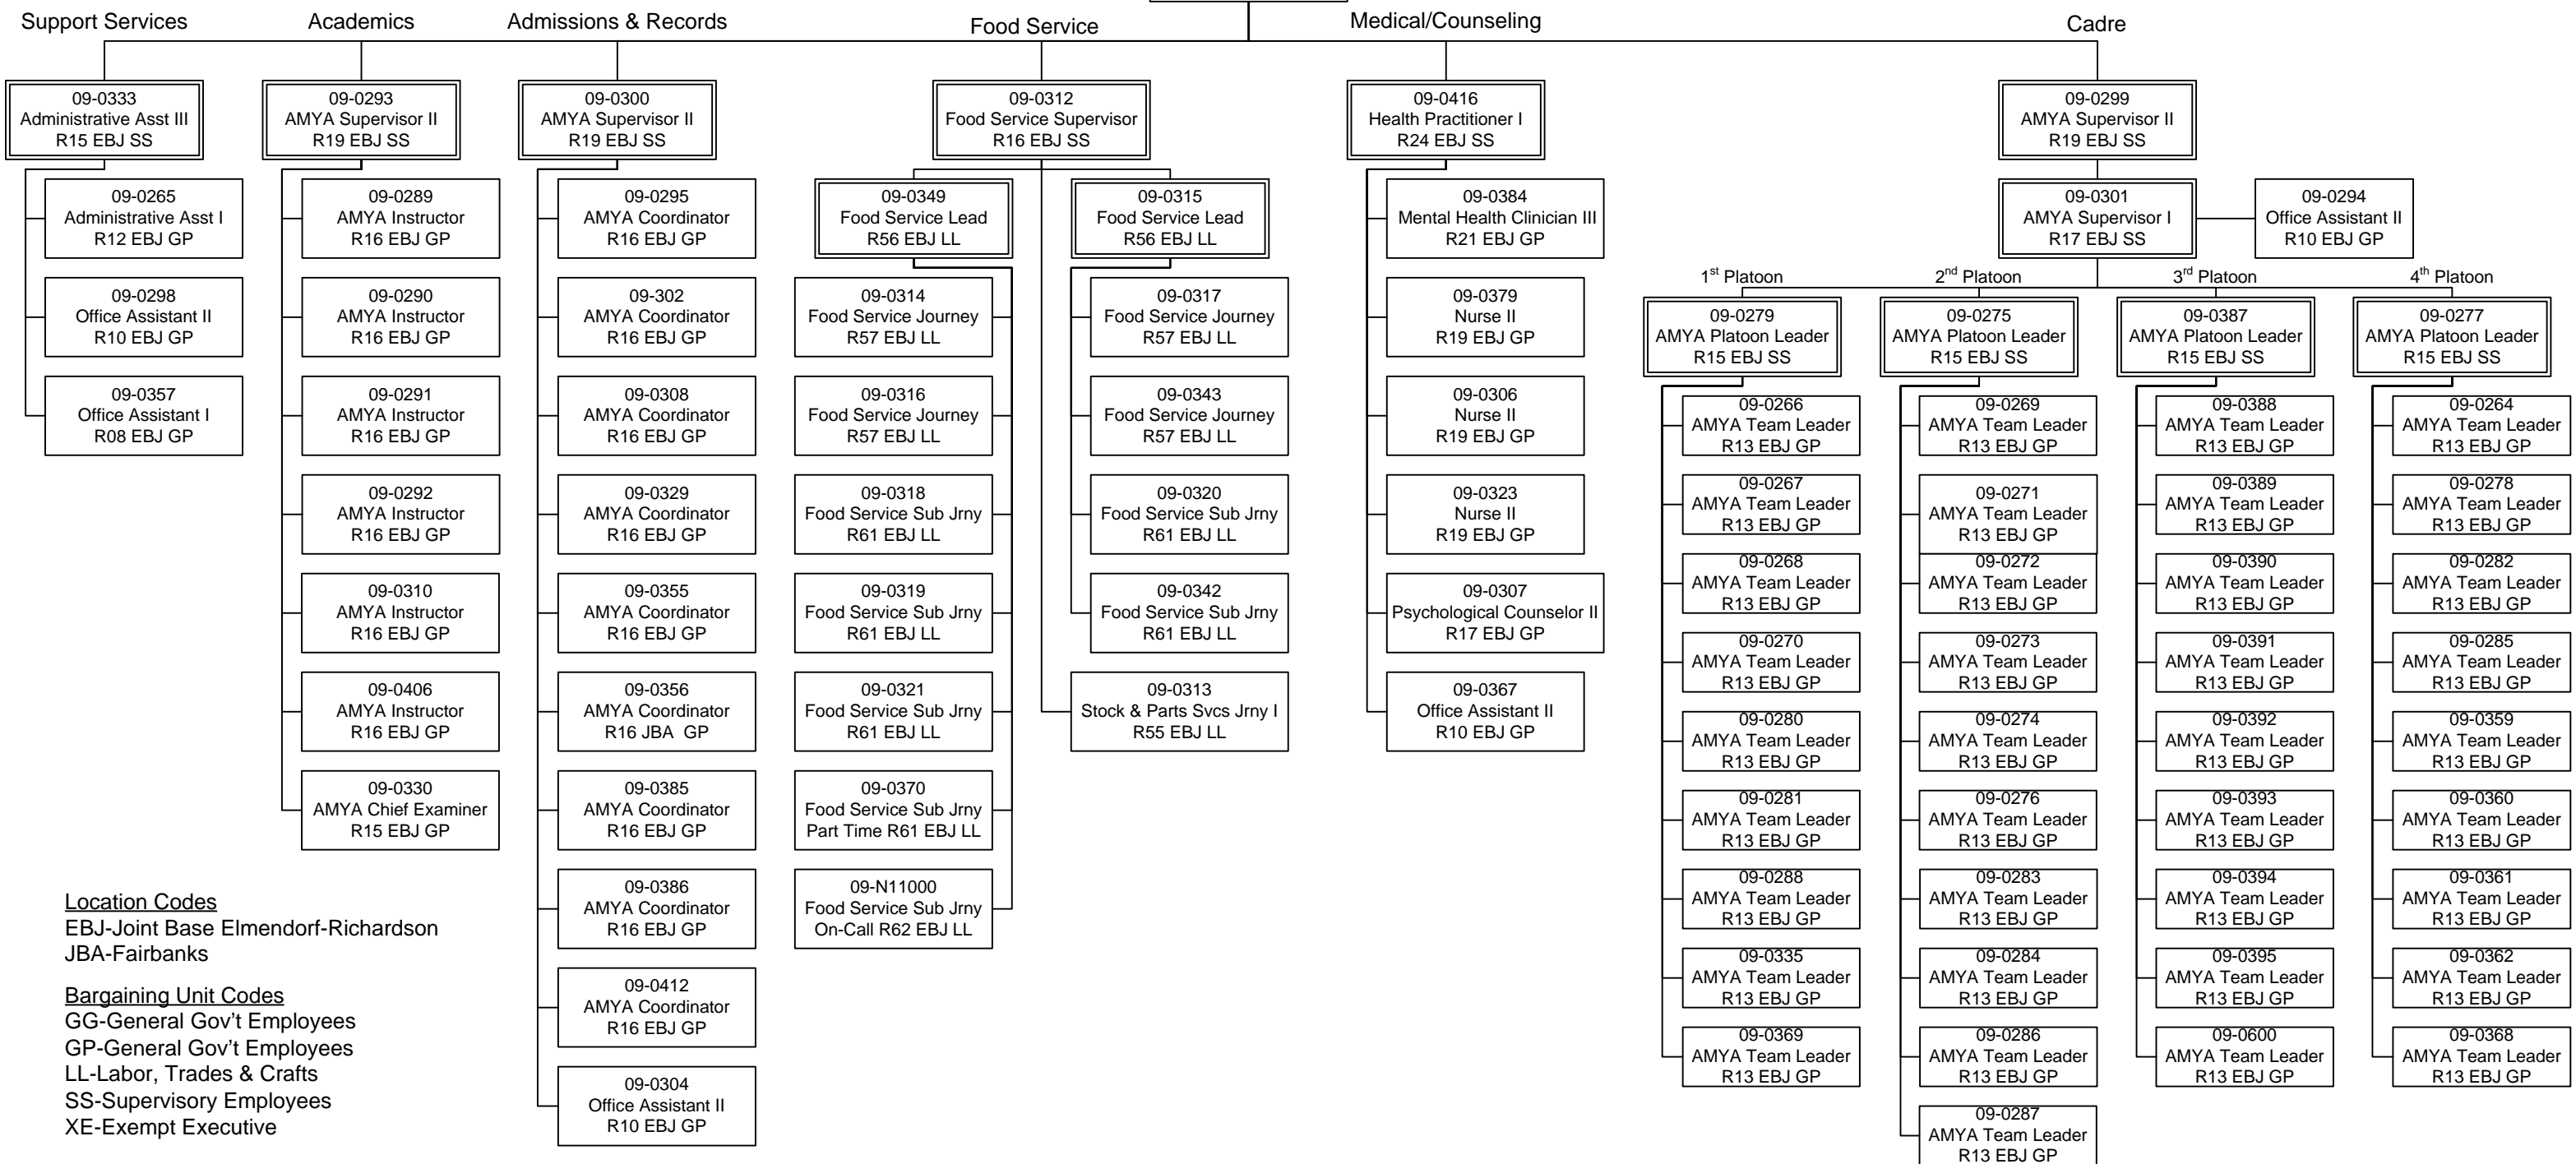 Support Services
09-0333
Administrative Asst III
R15 EBJ SS
09-0265
Administrative Asst I
R12 EBJ GP
09-0298
Office Assistant II
R10 EBJ GP
09-0357
Office Assistant I
R08 EBJ GP
Academics
09-0293
AMYA Supervisor II
R19 EBJ SS
09-0289
AMYA Instructor
R16 EBJ GP
09-0290
AMYA Instructor
R16 EBJ GP
09-0291
AMYA Instructor
R16 EBJ GP
09-0292
AMYA Instructor
R16 EBJ GP
09-0310
AMYA Instructor
R16 EBJ GP
09-0406
AMYA Instructor
R16 EBJ GP
09-0330
AMYA Chief Examiner
R15 EBJ GP
Admissions & Records
09-0300
AMYA Supervisor II
R19 EBJ SS
09-0295
AMYA Coordinator
R16 EBJ GP
09-302
AMYA Coordinator
R16 EBJ GP
09-0308
AMYA Coordinator
R16 EBJ GP
09-0329
AMYA Coordinator
R16 EBJ GP
09-0355
AMYA Coordinator
R16 EBJ GP
09-0356
AMYA Coordinator
R16 JBA GP
09-0385
AMYA Coordinator
R16 EBJ GP
09-0386
AMYA Coordinator
R16 EBJ GP
09-0412
AMYA Coordinator
R16 EBJ GP
09-0304
Office Assistant II
R10 EBJ GP
Food Service
09-0312
Food Service Supervisor
R16 EBJ SS
09-0349
Food Service Lead
R56 EBJ LL
09-0314
Food Service Journey
R57 EBJ LL
09-0316
Food Service Journey
R57 EBJ LL
09-0318
Food Service Sub Jrny
R61 EBJ LL
09-0319
Food Service Sub Jrny
R61 EBJ LL
09-0321
Food Service Sub Jrny
R61 EBJ LL
09-0370
Food Service Sub Jrny
Part Time R61 EBJ LL
09-N11000
Food Service Sub Jrny
On-Call R62 EBJ LL
09-0315
Food Service Lead
R56 EBJ LL
09-0317
Food Service Journey
R57 EBJ LL
09-0343
Food Service Journey
R57 EBJ LL
09-0320
Food Service Sub Jrny
R61 EBJ LL
09-0342
Food Service Sub Jrny
R61 EBJ LL
09-0313
Stock & Parts Svcs Jrny I
R55 EBJ LL
Medical/Counseling
09-0416
Health Practitioner I
R24 EBJ SS
09-0384
Mental Health Clinician III
R21 EBJ GP
09-0379
Nurse II
R19 EBJ GP
09-0306
Nurse II
R19 EBJ GP
09-0323
Nurse II
R19 EBJ GP
09-0307
Psychological Counselor II
R17 EBJ GP
09-0367
Office Assistant II
R10 EBJ GP
Cadre
09-0299
AMYA Supervisor II
R19 EBJ SS
09-0301
AMYA Supervisor I
R17 EBJ SS
09-0294
Office Assistant II
R10 EBJ GP
1st Platoon
09-0279
AMYA Platoon Leader
R15 EBJ SS
09-0266
AMYA Team Leader
R13 EBJ GP
09-0267
AMYA Team Leader
R13 EBJ GP
09-0268
AMYA Team Leader
R13 EBJ GP
09-0270
AMYA Team Leader
R13 EBJ GP
09-0280
AMYA Team Leader
R13 EBJ GP
09-0281
AMYA Team Leader
R13 EBJ GP
09-0288
AMYA Team Leader
R13 EBJ GP
09-0335
AMYA Team Leader
R13 EBJ GP
09-0369
AMYA Team Leader
R13 EBJ GP
2nd Platoon
09-0275
AMYA Platoon Leader
R15 EBJ SS
09-0269
AMYA Team Leader
R13 EBJ GP
09-0271
AMYA Team Leader
R13 EBJ GP
09-0272
AMYA Team Leader
R13 EBJ GP
09-0273
AMYA Team Leader
R13 EBJ GP
09-0274
AMYA Team Leader
R13 EBJ GP
09-0276
AMYA Team Leader
R13 EBJ GP
09-0283
AMYA Team Leader
R13 EBJ GP
09-0284
AMYA Team Leader
R13 EBJ GP
09-0286
AMYA Team Leader
R13 EBJ GP
09-0287
AMYA Team Leader
R13 EBJ GP
3rd Platoon
09-0387
AMYA Platoon Leader
R15 EBJ SS
09-0388
AMYA Team Leader
R13 EBJ GP
09-0389
AMYA Team Leader
R13 EBJ GP
09-0390
AMYA Team Leader
R13 EBJ GP
09-0391
AMYA Team Leader
R13 EBJ GP
09-0392
AMYA Team Leader
R13 EBJ GP
09-0393
AMYA Team Leader
R13 EBJ GP
09-0394
AMYA Team Leader
R13 EBJ GP
09-0395
AMYA Team Leader
R13 EBJ GP
09-0600
AMYA Team Leader
R13 EBJ GP
4th Platoon
09-0277
AMYA Platoon Leader
R15 EBJ SS
09-0264
AMYA Team Leader
R13 EBJ GP
09-0278
AMYA Team Leader
R13 EBJ GP
09-0282
AMYA Team Leader
R13 EBJ GP
09-0285
AMYA Team Leader
R13 EBJ GP
09-0359
AMYA Team Leader
R13 EBJ GP
09-0360
AMYA Team Leader
R13 EBJ GP
09-0361
AMYA Team Leader
R13 EBJ GP
09-0362
AMYA Team Leader
R13 EBJ GP
09-0368
AMYA Team Leader
R13 EBJ GP
Location Codes
EBJ-Joint Base Elmendorf-Richardson
JBA-Fairbanks
Bargaining Unit Codes
GG-General Gov't Employees
GP-General Gov't Employees
LL-Labor, Trades & Crafts
SS-Supervisory Employees
XE-Exempt Executive